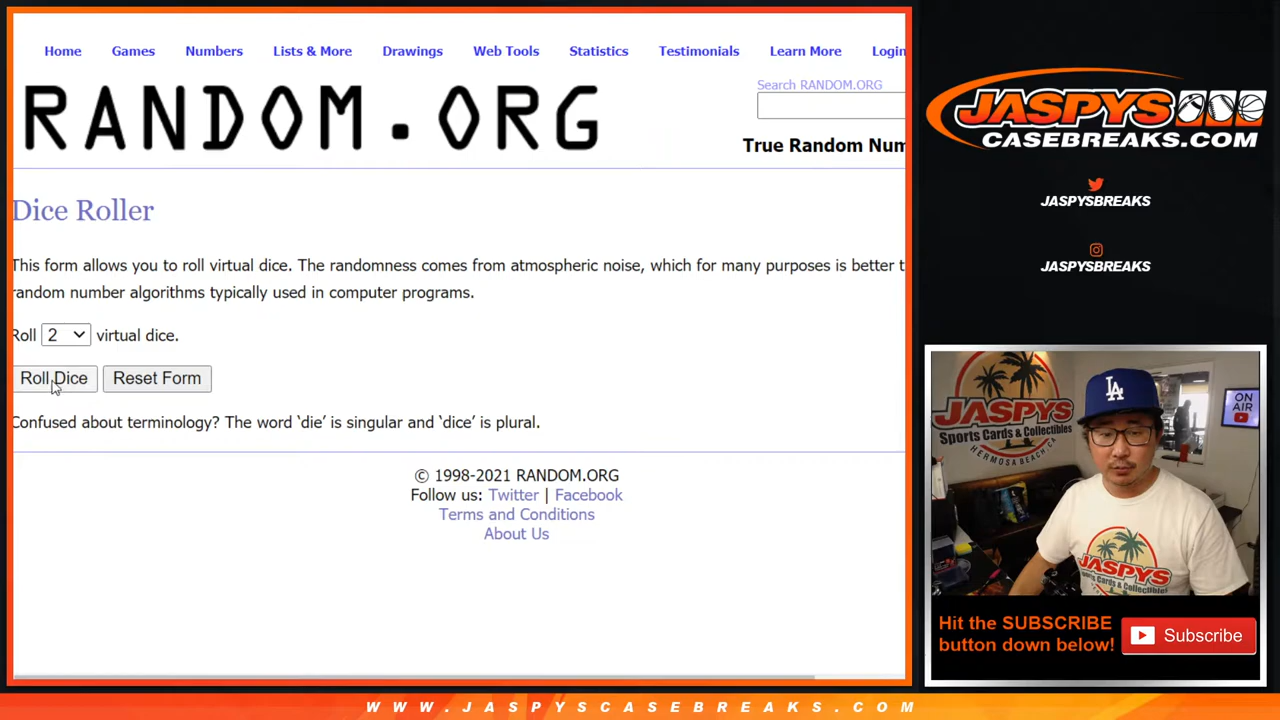 Home Games Numbers Lists & More Drawings Web Tools Statistics Testimonials Learn More Login
RANDOM.ORG
Search RANDOM.ORG
True Random Num
Dice Roller
This form allows you to roll virtual dice. The randomness comes from atmospheric noise, which for many purposes is better t
random number algorithms typically used in computer programs.
Roll 2 virtual dice.
Roll Dice Reset Form
Confused about terminology? The word ‘die’ is singular and ‘dice’ is plural.
© 1998-2021 RANDOM.ORG
Follow us: Twitter | Facebook
Terms and Conditions
About Us
JASPYS
CASEBREAKS.COM
JASPYSBREAKS
JASPYSBREAKS
JASPYS
Sports Cards & Collectibles
HERMOSA BEACH, CA
ON AIR
LA
JASPYS
Hit the SUBSCRIBE
button down below!
Subscribe
WWW.JASPYSCASEBREAKS.COM